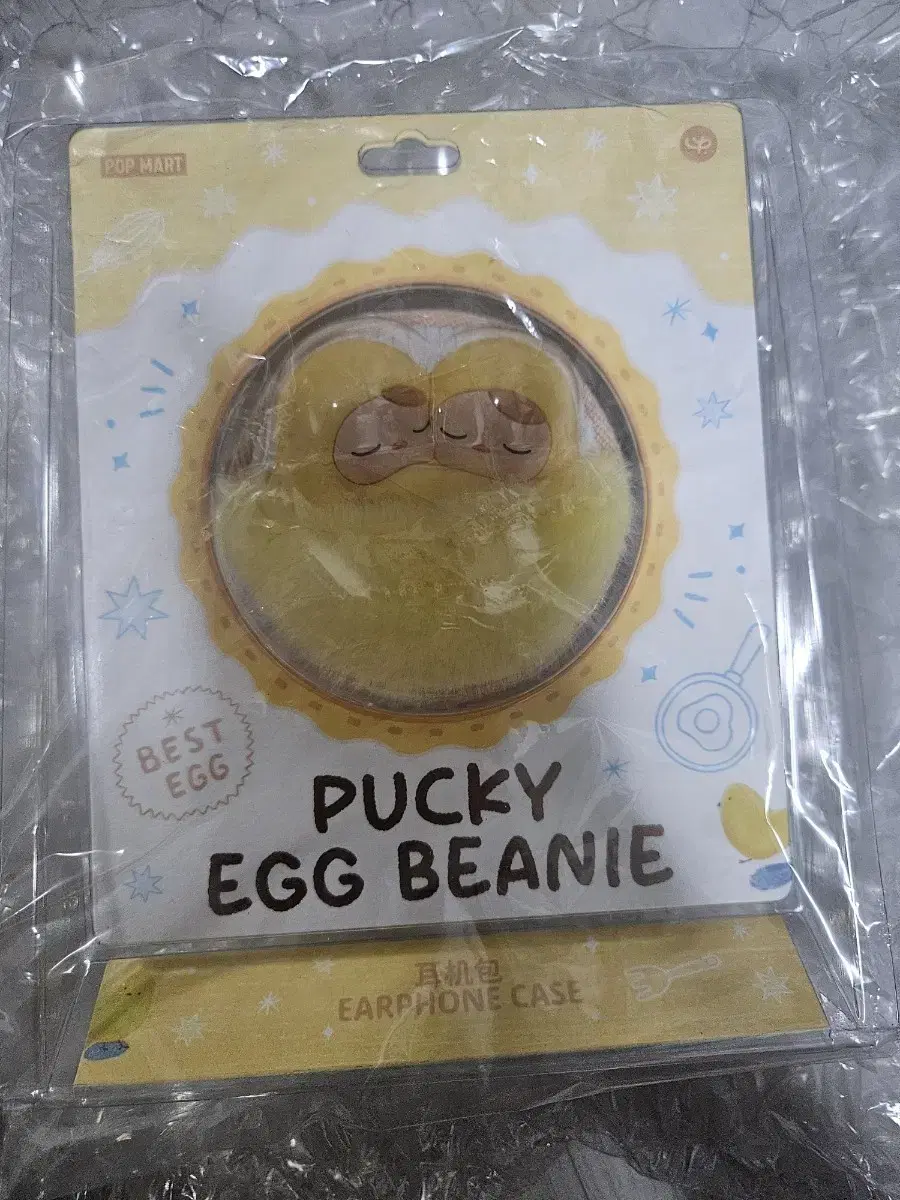 POP MART
BEST
EGG
PUCKY
EGG BEANIE
耳机包
EARPHONE CASE